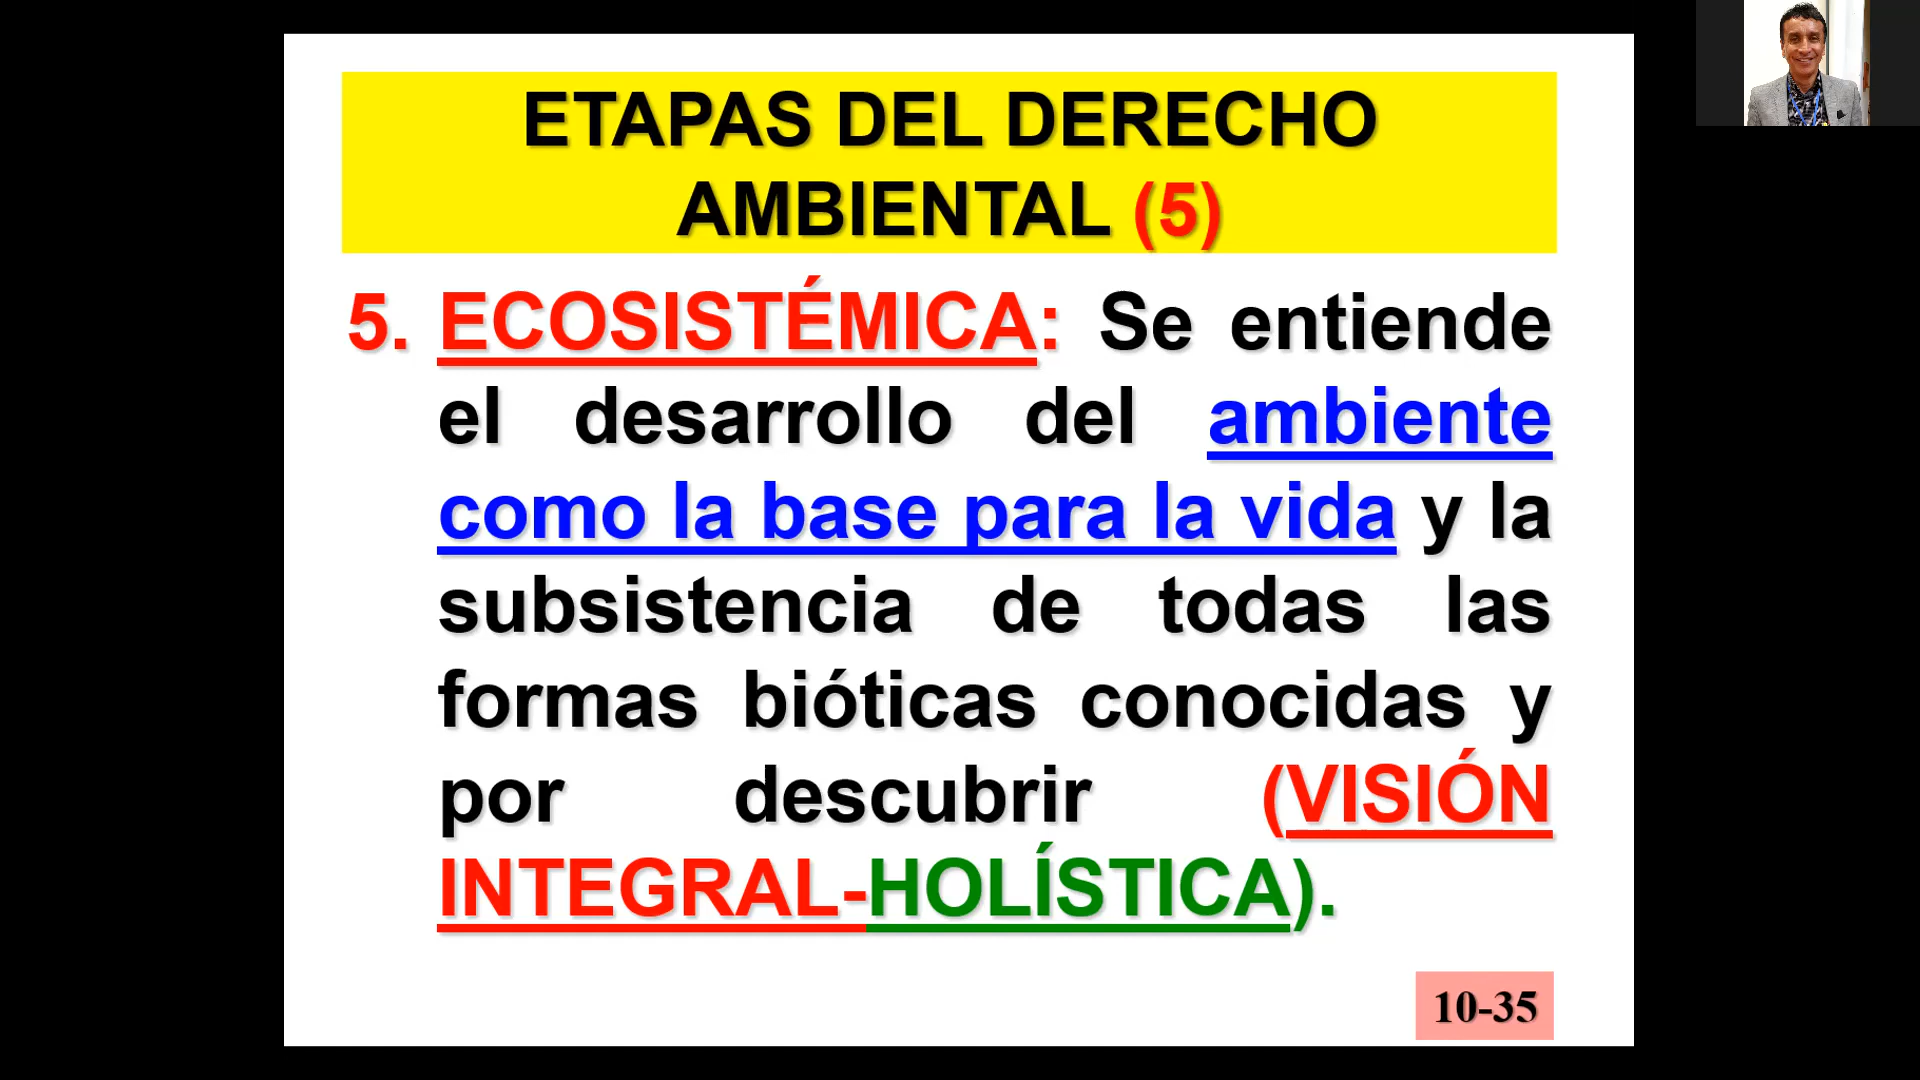 ETAPAS DEL DERECHO
AMBIENTAL (5)
5. ECOSISTÉMICA: Se entiende
el desarrollo del ambiente
como la base para la vida y la
subsistencia de todas las
formas bióticas conocidas y
por descubrir (VISIÓN
INTEGRAL-HOLÍSTICA).
10-35